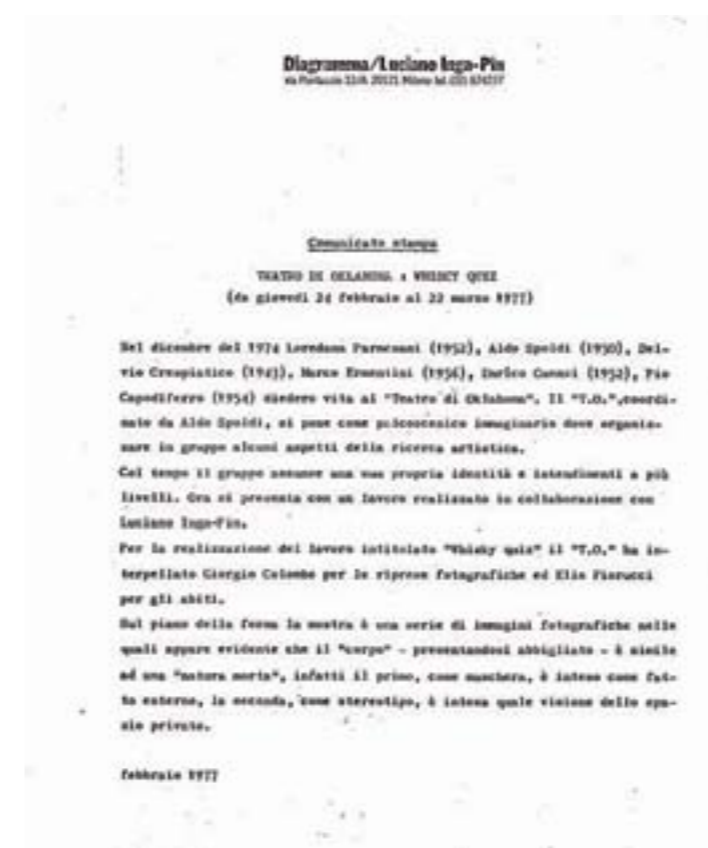 Diagramma/Luciano Inga-Pin
20121 Milano tel. (02)
Comunicato stampa
TEATRO DI OKLAHOMA : WHISKY QUIZ
(da giovedì 24 febbraio al 22 marzo 1977)
Nel dicembre del 1974 Loredana Parmesani (1952), Aldo Spoldi (1950), Del-
vio Crespiatico (1943), Marco Ermentini (1956), Enrico (1952), Pio
Capodiferro (1954) diedero vita al "Teatro di Oklahoma". Il "T.O.",coordi-
nato da Aldo Spoldi, si pone come palcoscenico immaginario dove organiz-
zare in gruppo alcuni aspetti della ricerca artistica.
Col tempo il gruppo assume una sua propria identità e intendimenti a più
livelli. Ora si presenta con un lavoro realizzato in collaborazione con
Luciano Inga-Pin.
Per la realizzazione del lavoro intitolato "Whisky quiz" il "T.O." ha in-
terpellato Giorgio Colombo per le riprese fotografiche ed Elio Fiorucci
per gli abiti.
Sul piano della forma la mostra è una serie di immagini fotografiche nelle
quali appare evidente che il "corpo" - presentandosi abbigliato - è simile
ad una "natura morta", infatti il primo, come maschera, è inteso come fat-
to esterno, la seconda, come stereotipo, è intesa quale visione dello spa-
zio privato.
febbraio 1977